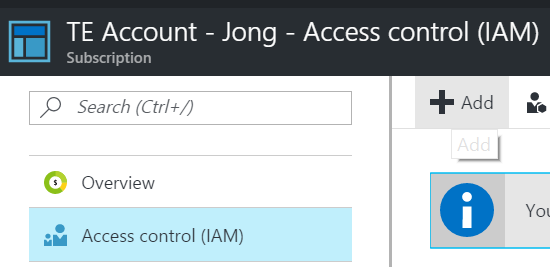 TE Account - Jong - Access control (IAM)
Subscription
Search (Ctrl+/)
Add
Add
Overview
You
Access control (IAM)